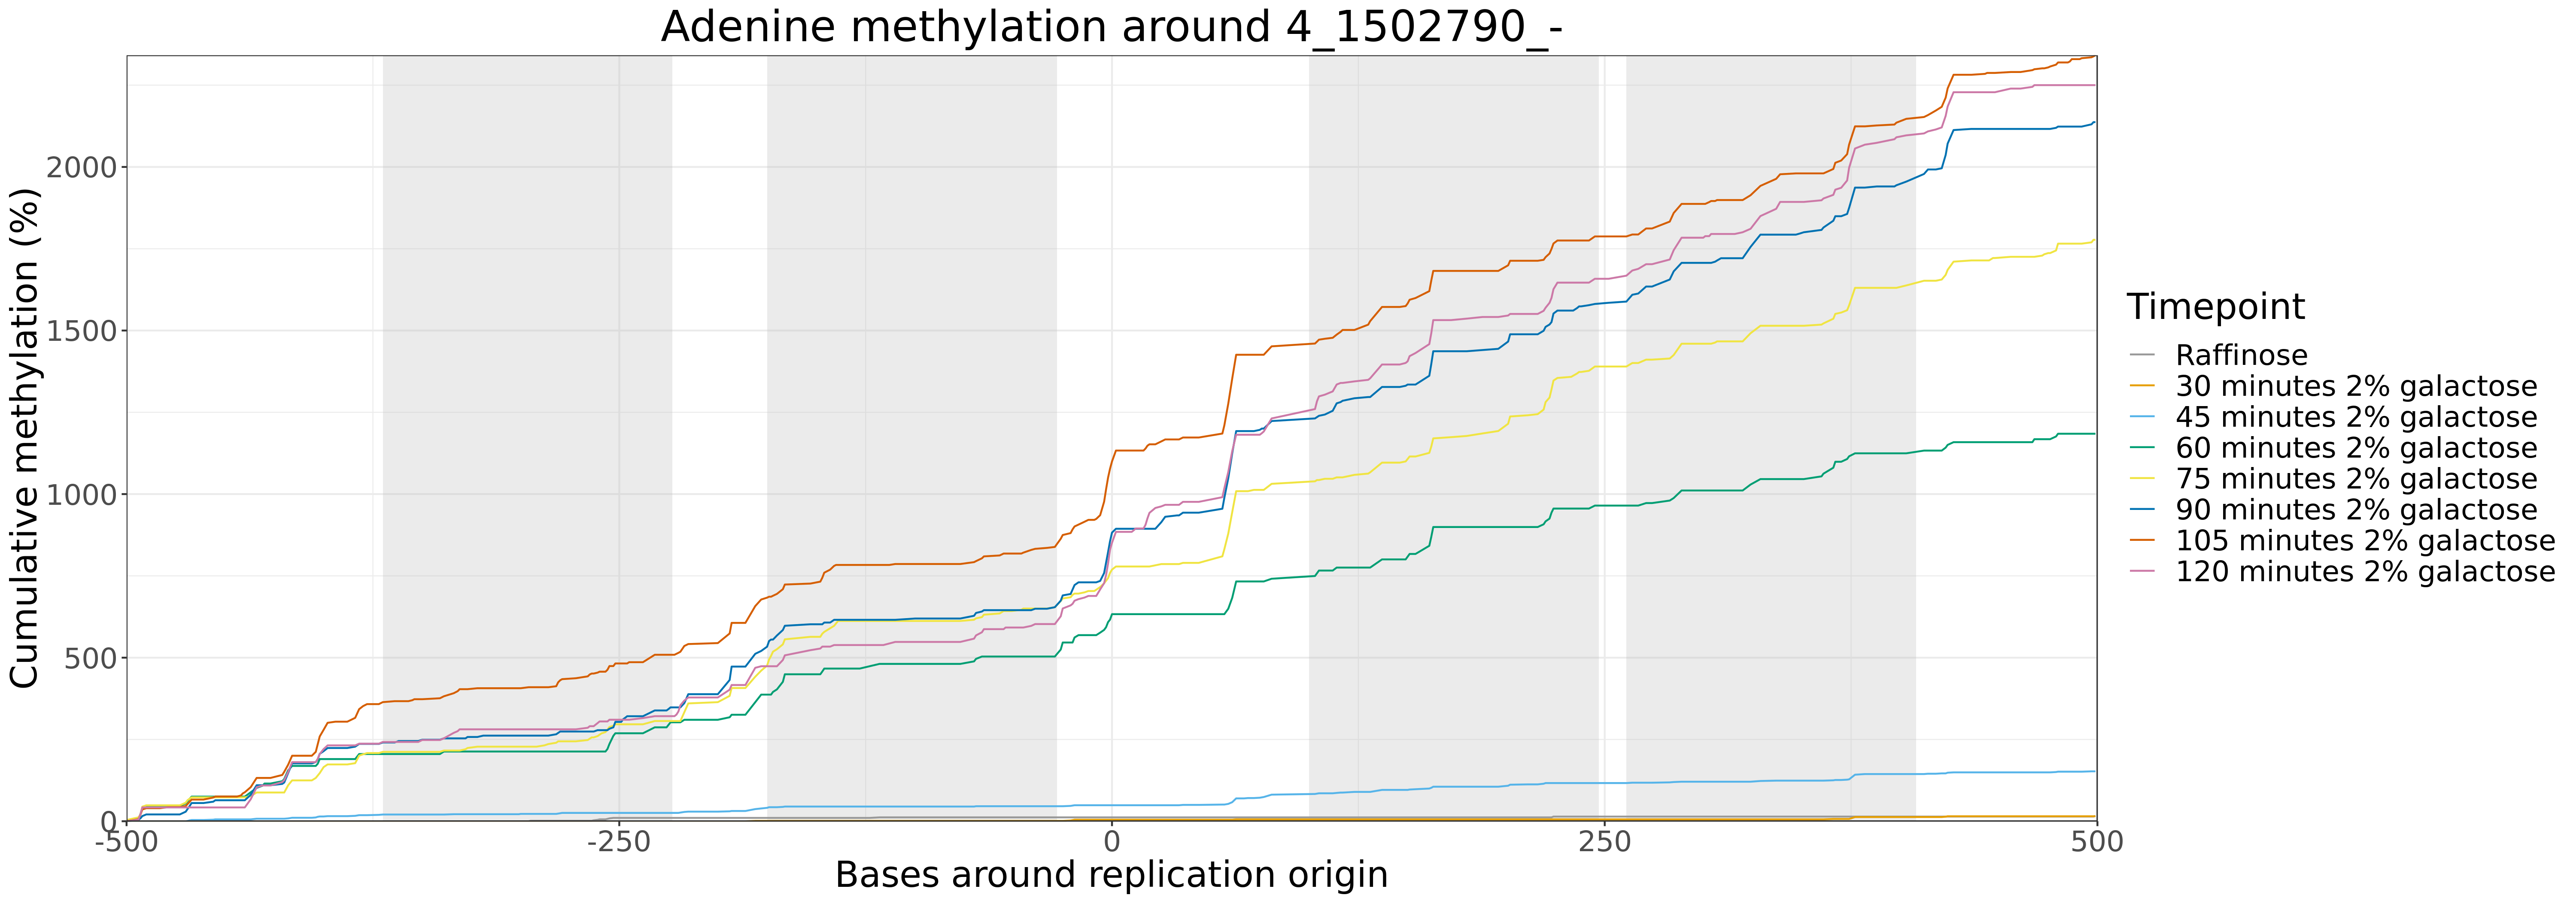 Adenine methylation around 4_1502790_-
Cumulative methylation (%)
2000
1500
1000
500
0
-500
-250
0
250
500
Bases around replication origin
Timepoint
Raffinose
30 minutes 2% galactose
45 minutes 2% galactose
60 minutes 2% galactose
75 minutes 2% galactose
90 minutes 2% galactose
105 minutes 2% galactose
120 minutes 2% galactose